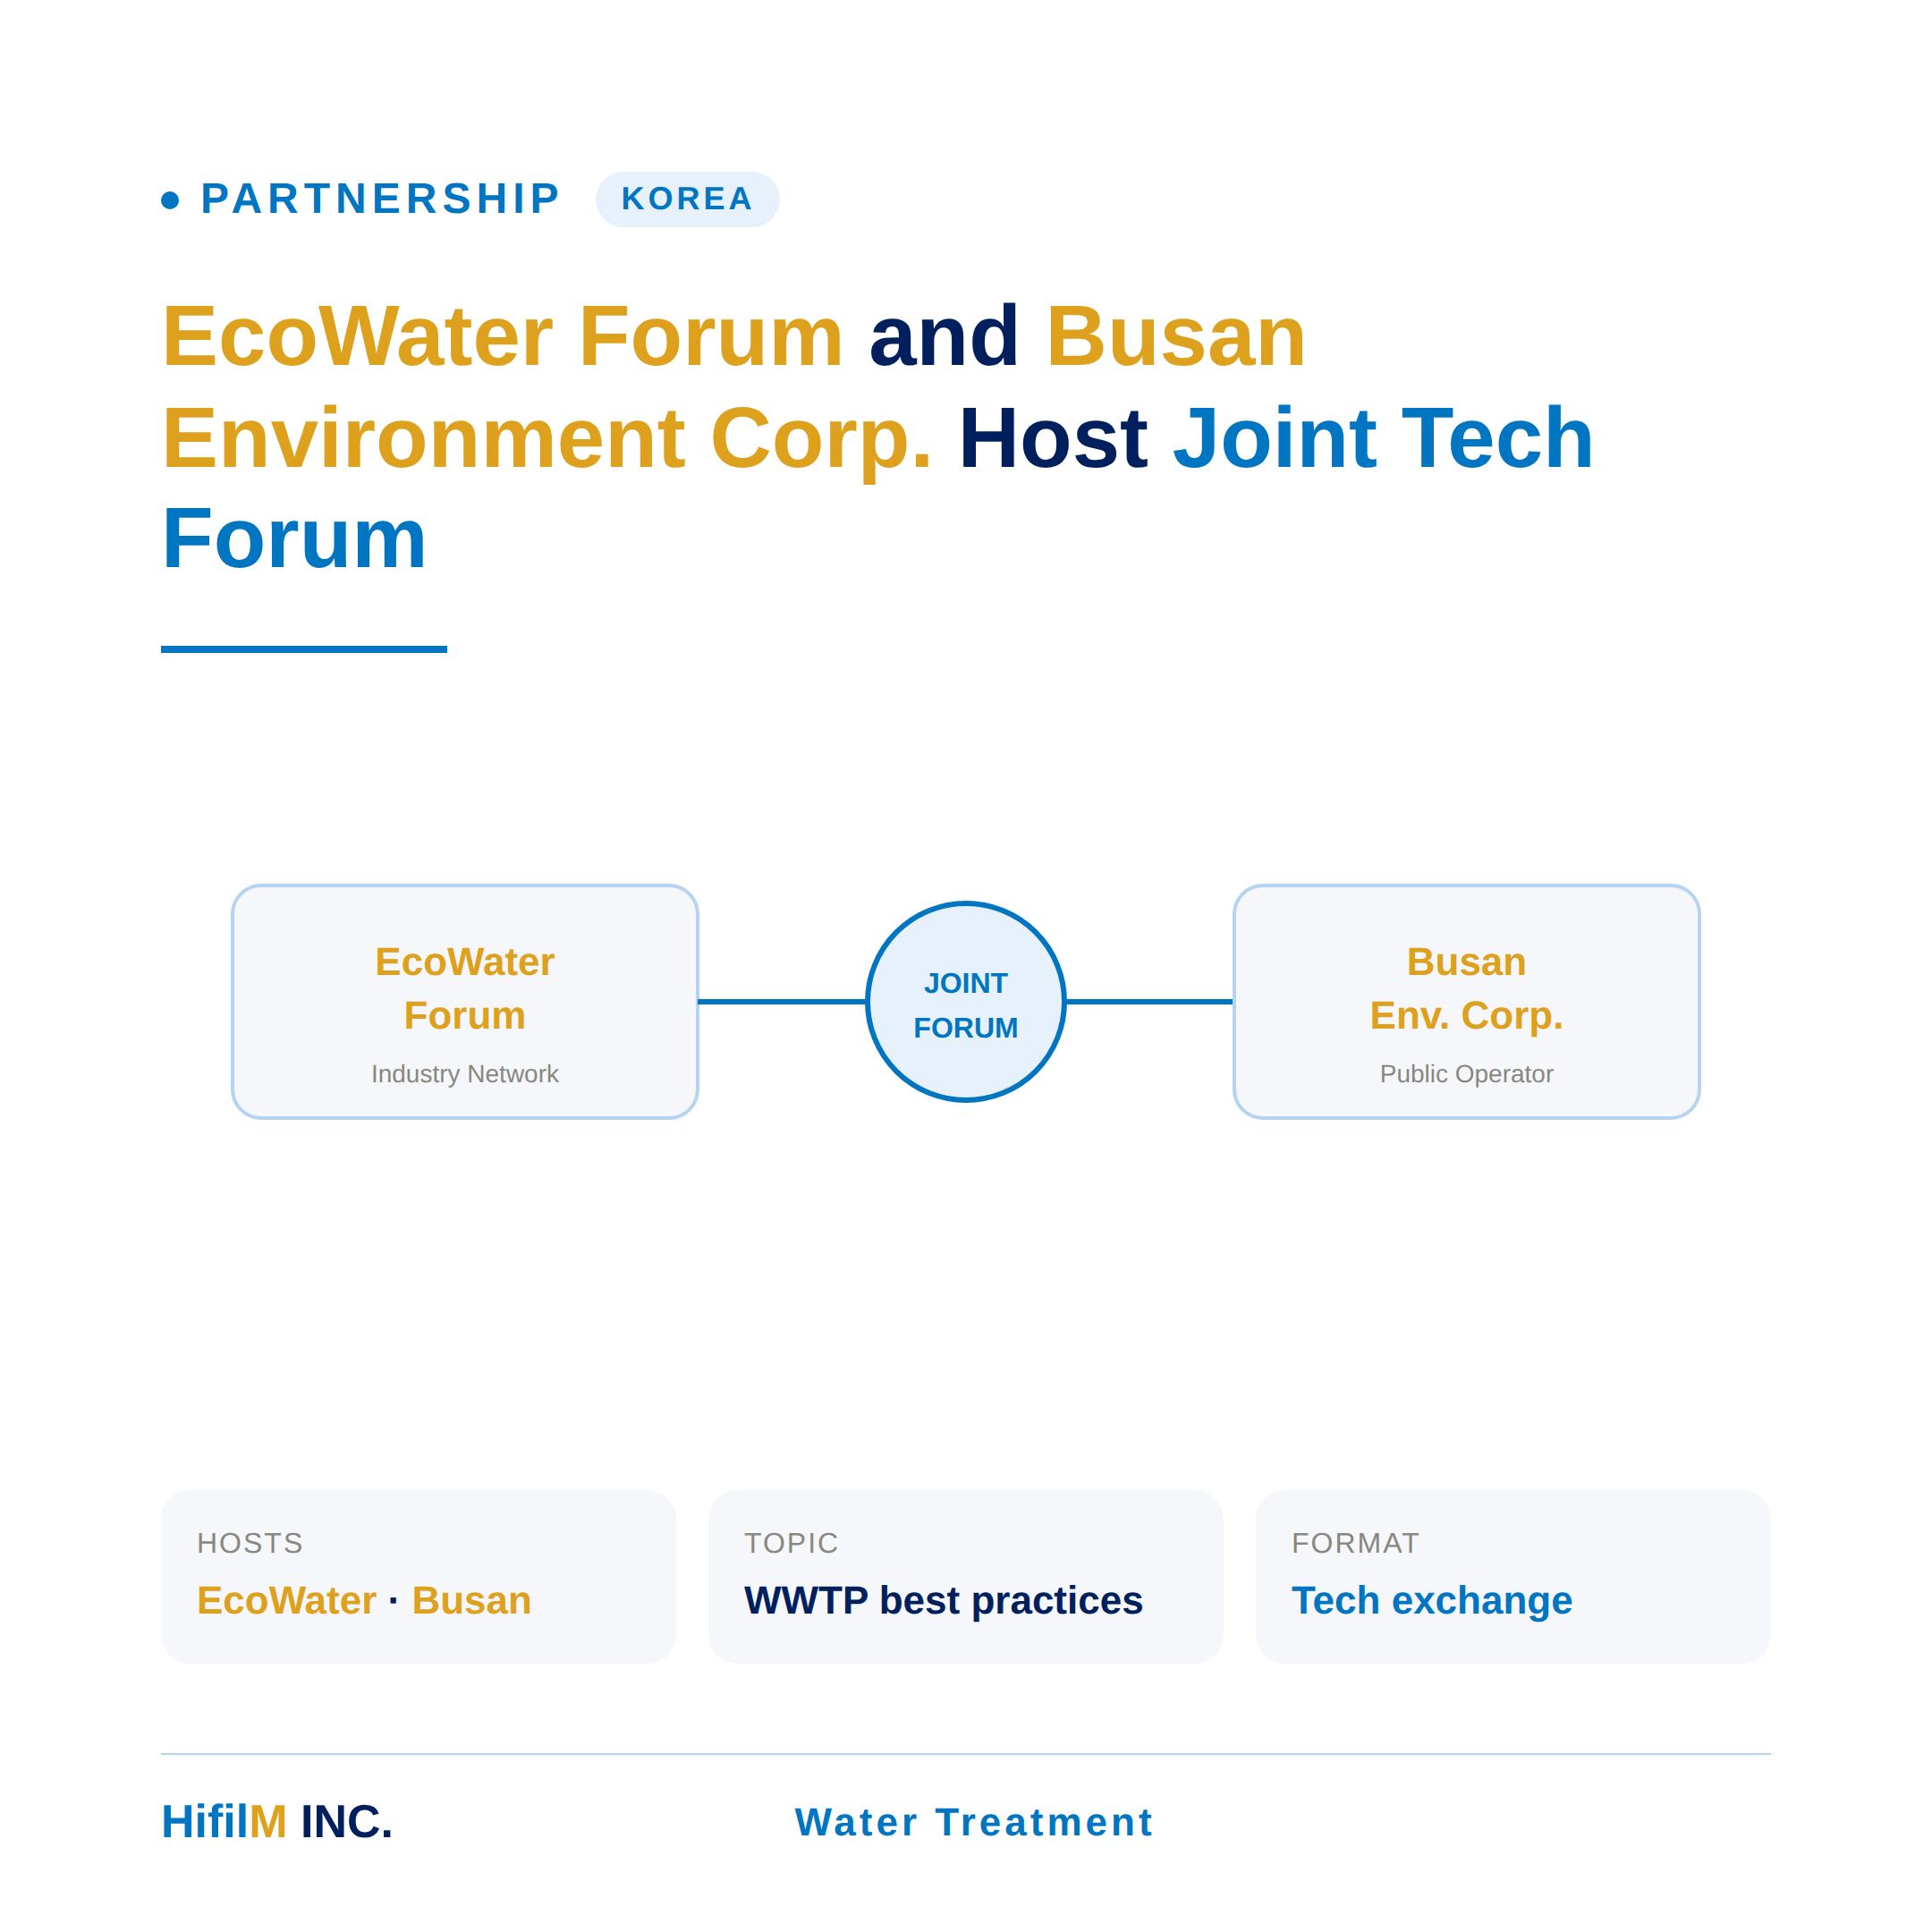 PARTNERSHIP KOREA
EcoWater Forum and Busan
Environment Corp. Host Joint Tech
Forum
EcoWater
Forum
Industry Network
JOINT
FORUM
Busan
Env. Corp.
Public Operator
HOSTS
EcoWater · Busan
TOPIC
WWTP best practices
FORMAT
Tech exchange
HifilM INC.
Water Treatment